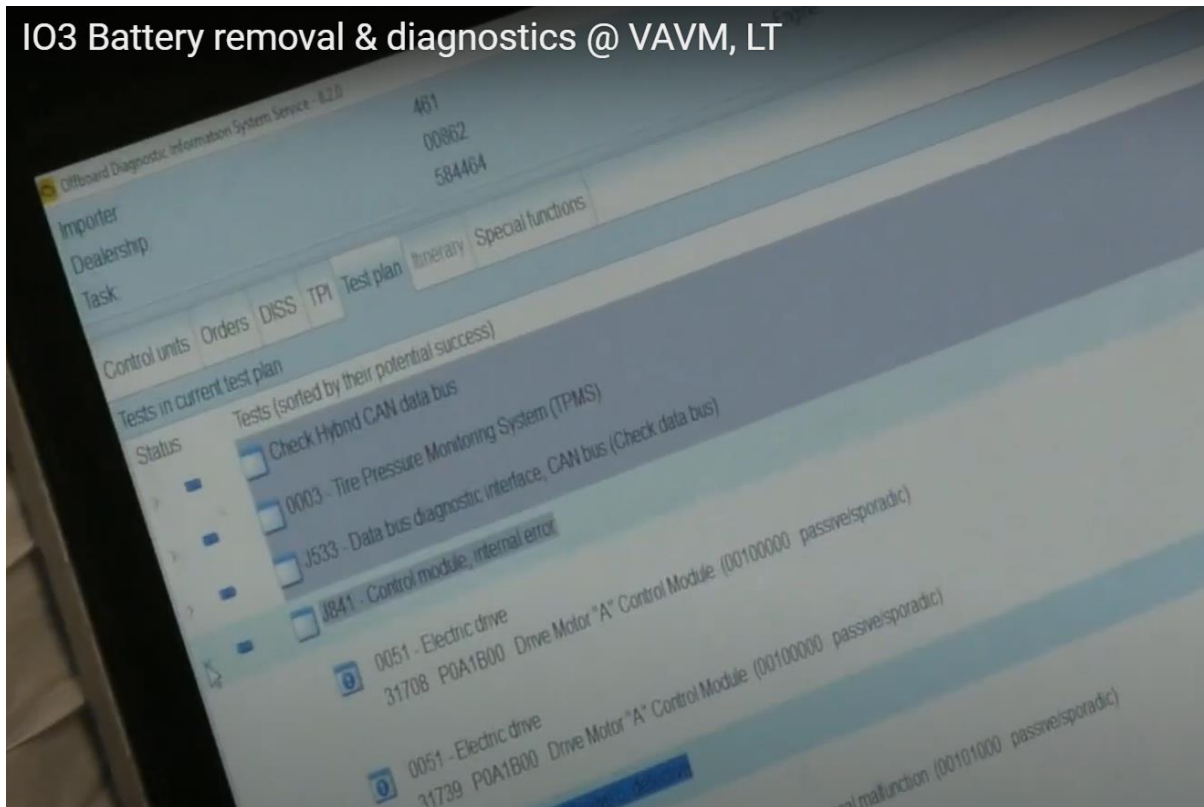 IO3 Battery removal & diagnostics @ VAVM, LT
Offboard Diagnostic Information System Service - 8.2.0
Importer 461
Dealership 00862
Task: 584464
Control units Orders DISS TPI Test plan Itinerary Special functions
Tests in current test plan
Status Tests (sorted by their potential success)
Check Hybrid CAN data bus
0003 - Tire Pressure Monitoring System (TPMS)
J533 - Data bus diagnostic interface, CAN bus (Check data bus)
J841 - Control module, internal error
0051 - Electric drive
31708 P0A1B00 Drive Motor "A" Control Module (00100000 passive/sporadic)
0051 - Electric drive
31739 P0A1B00 Drive Motor "A" Control Module (00100000 passive/sporadic)
defective
malfunction (00101000 passive/sporadic)